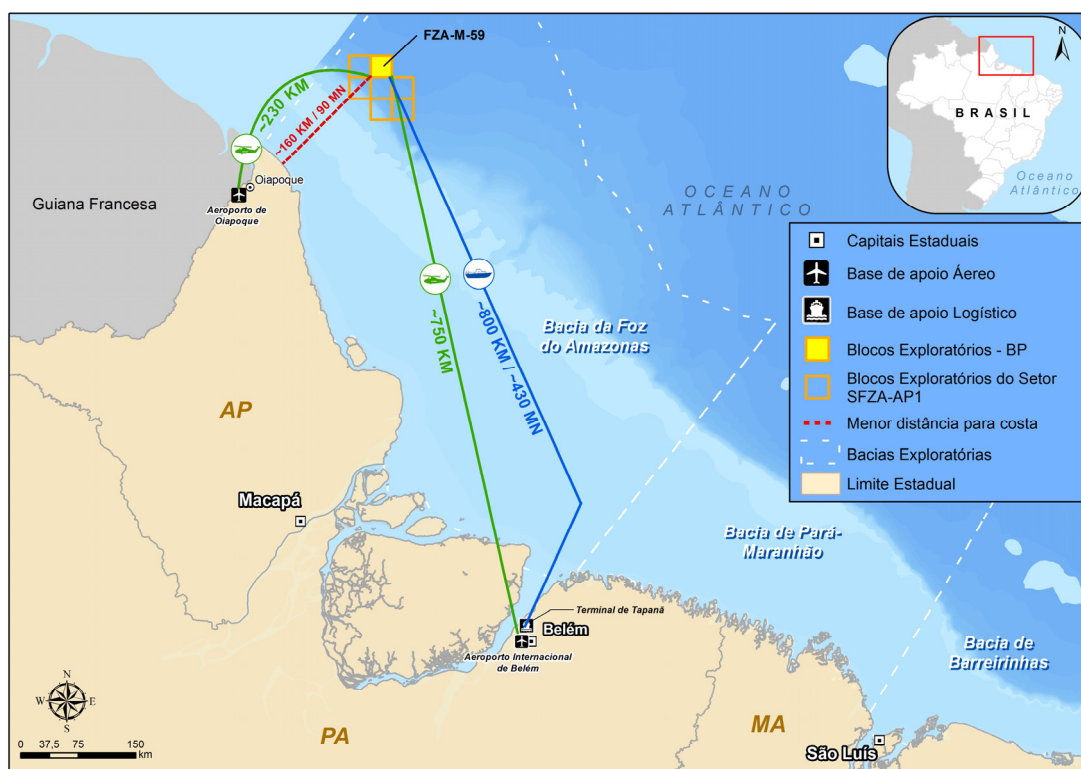 FZA-M-59
~230 KM
~160 KM / 90 MN
Oiapoque
Aeroporto de
Oiapoque
Guiana Francesa
OCEANO
ATLÂNTICO
N
BRASIL
Oceano
Atlântico
Capitais Estaduais
Base de apoio Áereo
Base de apoio Logístico
Blocos Exploratórios - BP
Blocos Exploratórios do Setor
SFZA-AP1
Menor distância para costa
Bacias Exploratórias
Limite Estadual
~750 KM
~800 KM / ~430 MN
Bacia da Foz
do Amazonas
AP
Macapá
Bacia de Pará-
Maranhão
Terminal de Tapanã
Belém
Aeroporto Internacional
de Belém
Bacia de
Barreirinhas
N
W
E
S
PA
MA
São Luís
0 37,5 75 150
km